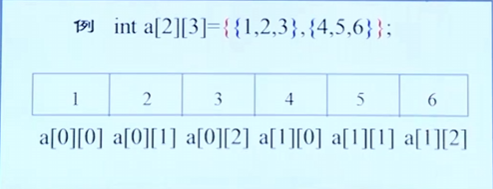 例 int a[2][3]={{1,2,3},{4,5,6}};
1 2 3 4 5 6
a[0][0] a[0][1] a[0][2] a[1][0] a[1][1] a[1][2]